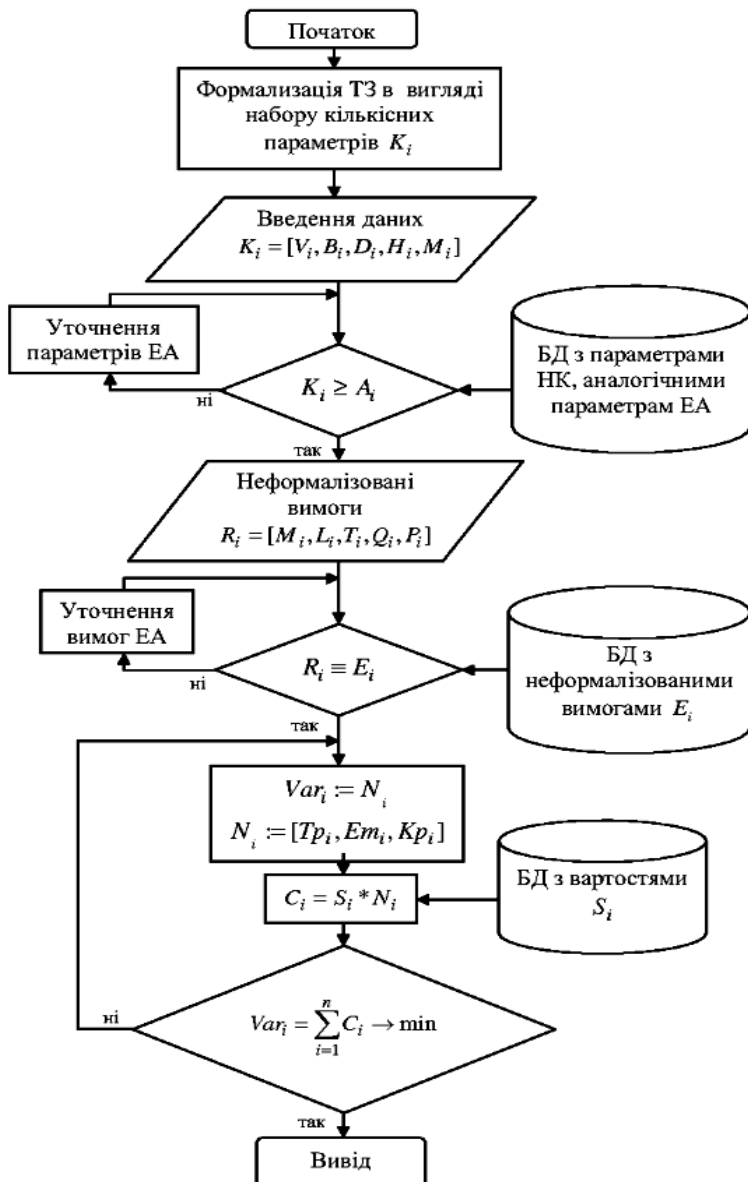 Початок
Формализація ТЗ в вигляді
набору кількісних
параметрів K_i
Введення даних
K_i = [V_i, B_i, D_i, H_i, M_i]
Уточнення
параметрів ЕА
ні
K_i ≥ A_i
БД з параметрами
НК, аналогічними
параметрам ЕА
так
Неформалізовані
вимоги
R_i = [M_i, L_i, T_i, Q_i, P_i]
Уточнення
вимог ЕА
ні
R_i ≡ E_i
БД з
неформалізованими
вимогами E_i
так
Var_i := N_i
N_i := [Tp_i, Em_i, Kp_i]
C_i = S_i * N_i
БД з вартостями
S_i
ні
Var_i = \sum_{i=1}^{n} C_i → min
так
Вивід